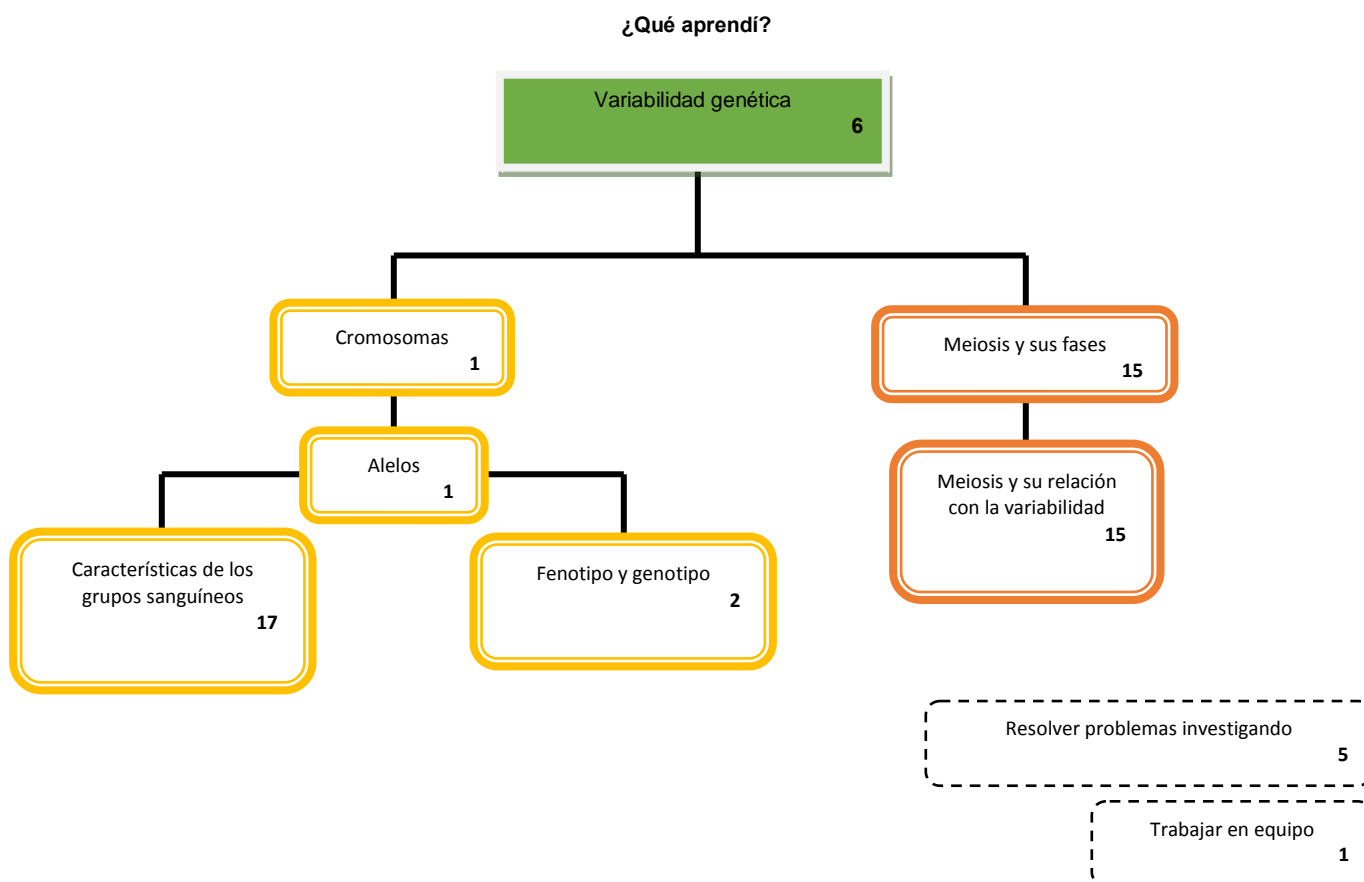 ¿Qué aprendí?
Variabilidad genética
6
Cromosomas
1
Meiosis y sus fases
15
Alelos
1
Meiosis y su relación
con la variabilidad
15
Características de los
grupos sanguíneos
17
Fenotipo y genotipo
2
Resolver problemas investigando
5
Trabajar en equipo
1